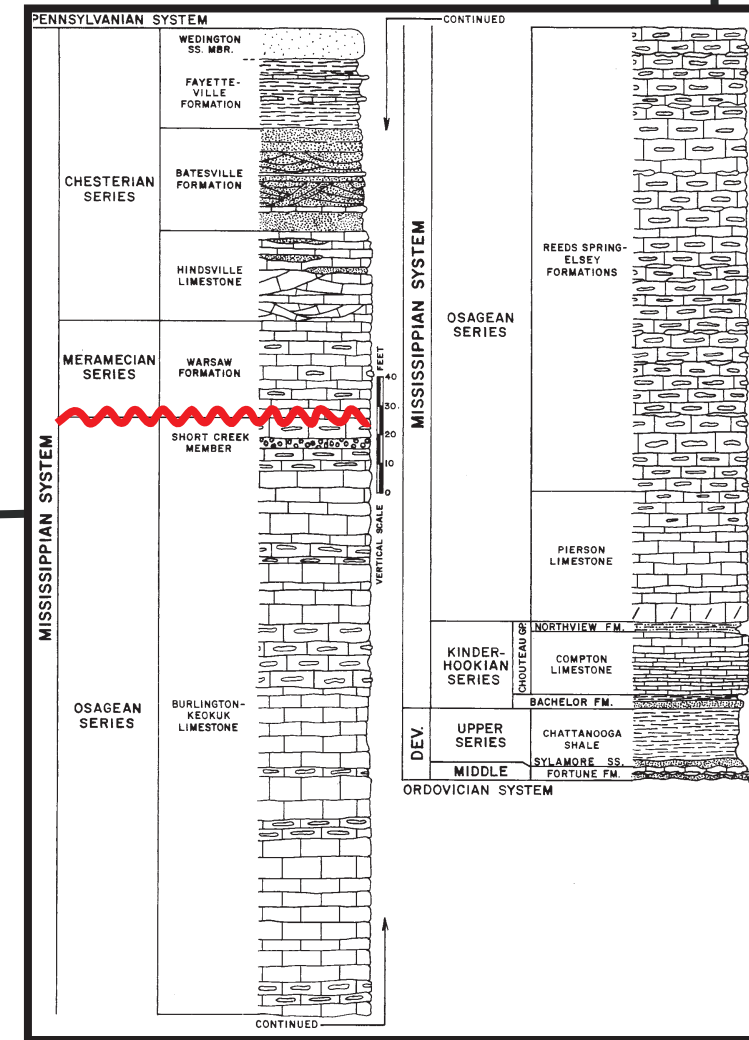 PENNSYLVANIAN SYSTEM
WEDINGTON
SS. MBR.
FAYETTE-
VILLE
FORMATION
CHESTERIAN
SERIES
BATESVILLE
FORMATION
HINDSVILLE
LIMESTONE
MERAMECIAN
SERIES
WARSAW
FORMATION
SHORT CREEK
MEMBER
MISSISSIPPIAN SYSTEM
OSAGEAN
SERIES
BURLINGTON-
KEOKUK
LIMESTONE
CONTINUED
VERTICAL SCALE
FEET
40
30
20
10
0
CONTINUED
MISSISSIPPIAN SYSTEM
OSAGEAN
SERIES
REEDS SPRING-
ELSEY
FORMATIONS
PIERSON
LIMESTONE
KINDER-
HOOKIAN
SERIES
CHOUTEAU GP.
NORTHVIEW FM.
COMPTON
LIMESTONE
BACHELOR FM.
DEV.
UPPER
SERIES
CHATTANOOGA
SHALE
SYLAMORE SS.
MIDDLE
FORTUNE FM.
ORDOVICIAN SYSTEM